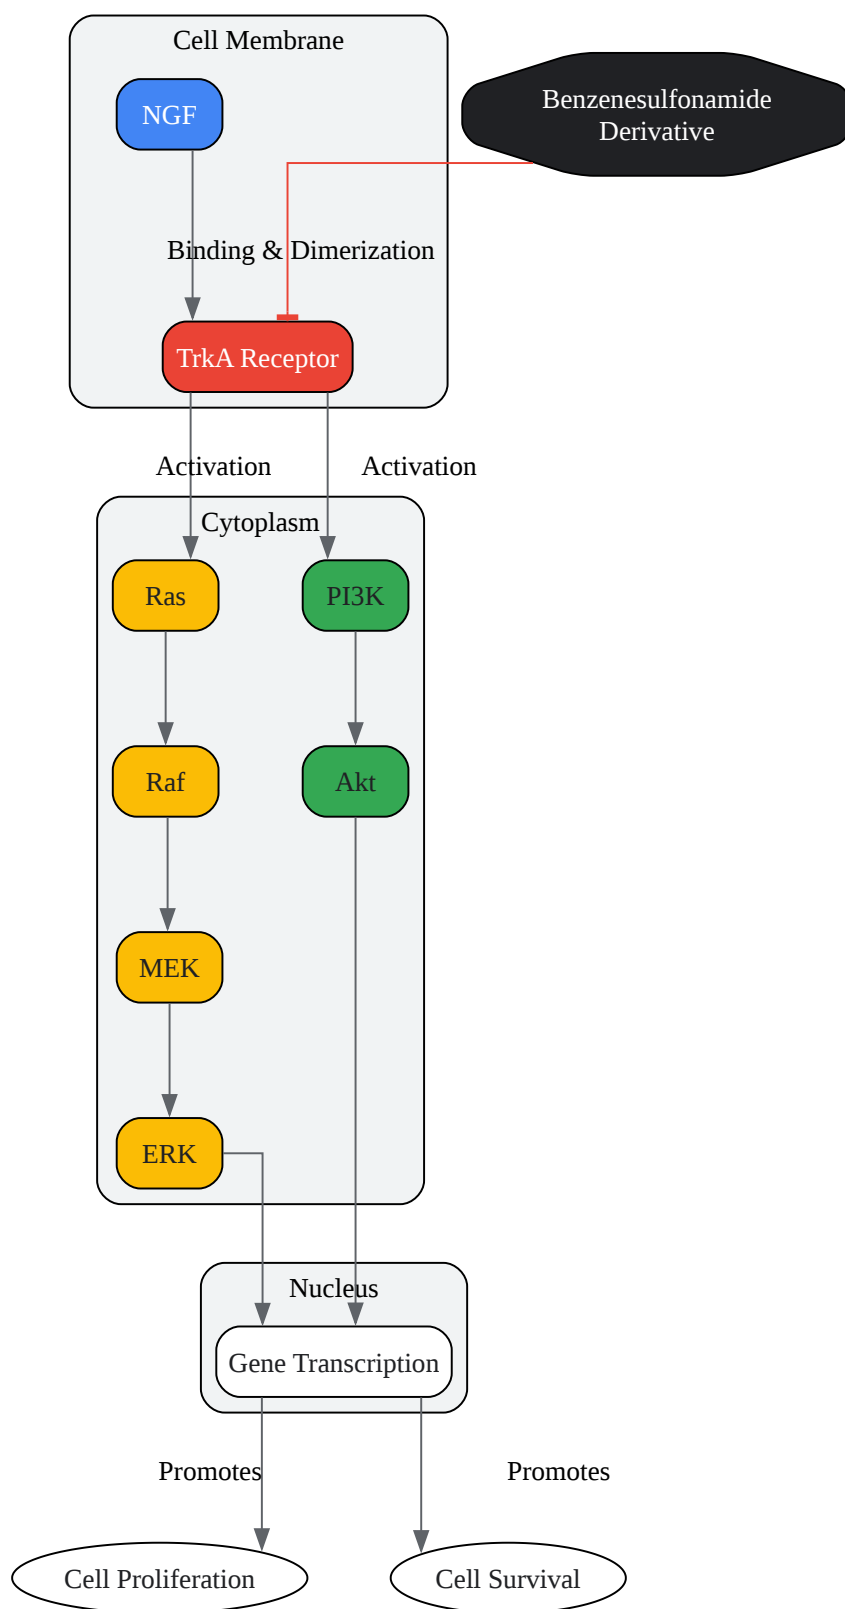 Cell Membrane
NGF
Benzenesulfonamide
Derivative
Binding & Dimerization
TrkA Receptor
Activation
Activation
Cytoplasm
Ras
PI3K
Raf
Akt
MEK
ERK
Nucleus
Gene Transcription
Promotes
Promotes
Cell Proliferation
Cell Survival